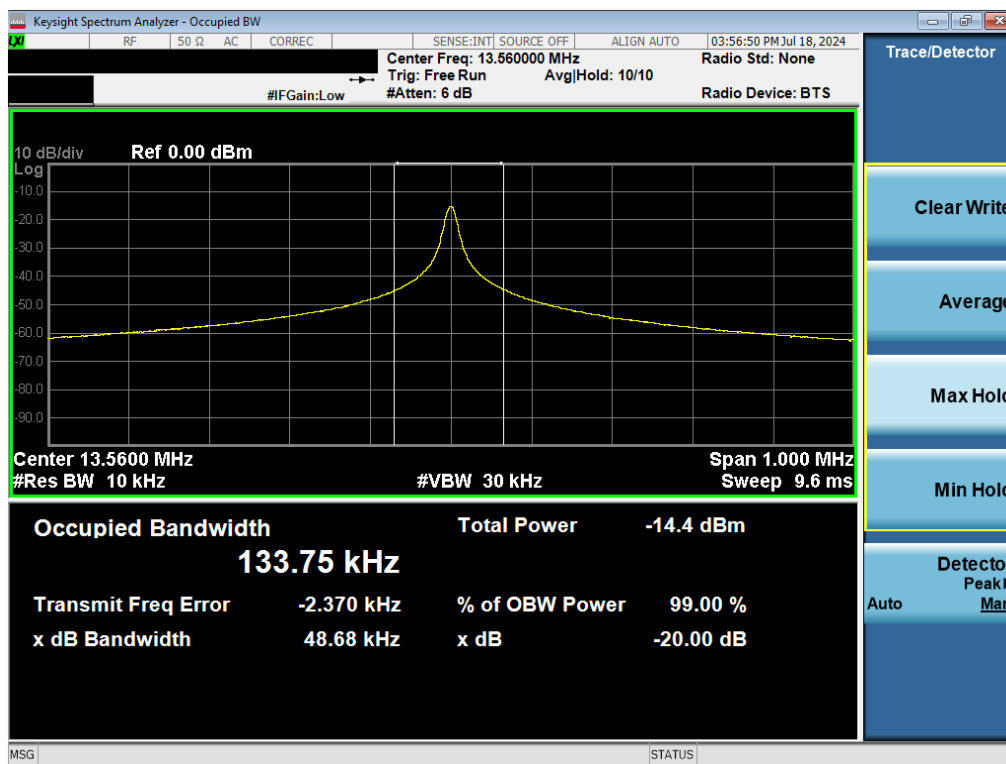 Keysight Spectrum Analyzer - Occupied BW
LXI RF 50 Ω AC CORREC SENSE:INT SOURCE OFF ALIGN AUTO 03:56:50 PM Jul 18, 2024
Center Freq: 13.560000 MHz Radio Std: None
Trig: Free Run Avg|Hold: 10/10
#IFGain:Low #Atten: 6 dB Radio Device: BTS
10 dB/div Ref 0.00 dBm
Log
-10.0
-20.0
-30.0
-40.0
-50.0
-60.0
-70.0
-80.0
-90.0
Center 13.5600 MHz Span 1.000 MHz
#Res BW 10 kHz #VBW 30 kHz Sweep 9.6 ms
Occupied Bandwidth Total Power -14.4 dBm
133.75 kHz
Transmit Freq Error -2.370 kHz % of OBW Power 99.00 %
x dB Bandwidth 48.68 kHz x dB -20.00 dB
MSG STATUS
Trace/Detector
Clear Write
Average
Max Hold
Min Hold
Detecto
Peak
Auto Man